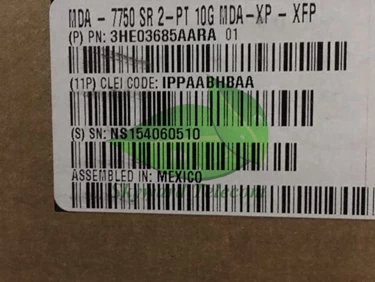 MDA - 7750 SR 2-PT 10G MDA-XP - XFP
(P) PN: 3HE03685AARA 01
(11P) CLEI CODE: IPPAABHBAA
(S) SN: NS154060510
ASSEMBLED IN: MEXICO